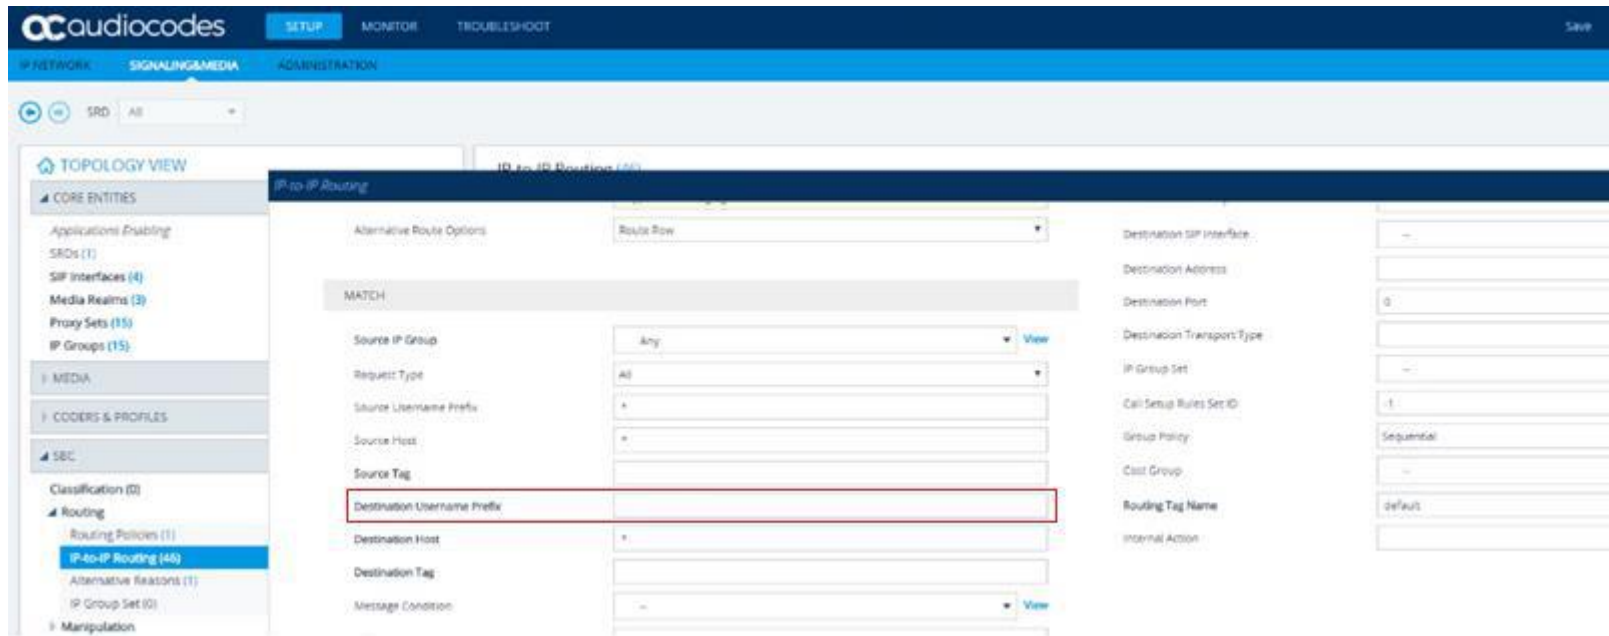 audiocodes SETUP MONITOR TROUBLESHOOT Save
IP NETWORK SIGNALING&MEDIA ADMINISTRATION
SRD All
TOPOLOGY VIEW
IP-to-IP Routing (46)
CORE ENTITIES
IP-to-IP Routing
Applications Enabling
SRDs (1)
SIP Interfaces (4)
Media Realms (3)
Proxy Sets (15)
IP Groups (15)
MEDIA
CODERS & PROFILES
SBC
Classification (0)
Routing
Routing Policies (1)
IP-to-IP Routing (46)
Alternative Reasons (1)
IP Group Set (0)
Manipulation
Alternative Route Options Route Row
MATCH
Source IP Group Any View
Request Type All
Source Username Prefix *
Source Host *
Source Tag
Destination Username Prefix
Destination Host *
Destination Tag
Message Condition -- View
Destination SIP Interface --
Destination Address
Destination Port 0
Destination Transport Type
IP Group Set --
Call Setup Rules Set ID -1
Group Policy Sequential
Cost Group --
Routing Tag Name default
Internal Action